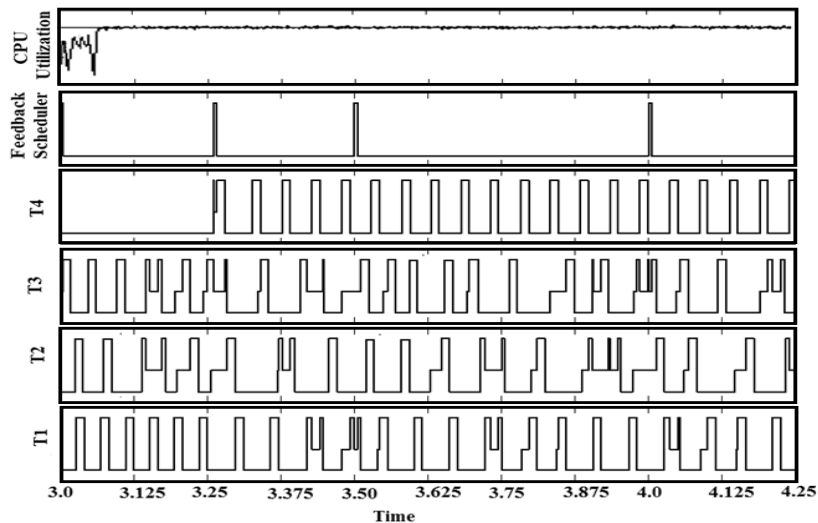 CPU
Utilization
Feedback
Scheduler
T4
T3
T2
T1
3.0 3.125 3.25 3.375 3.50 3.625 3.75 3.875 4.0 4.125 4.25
Time